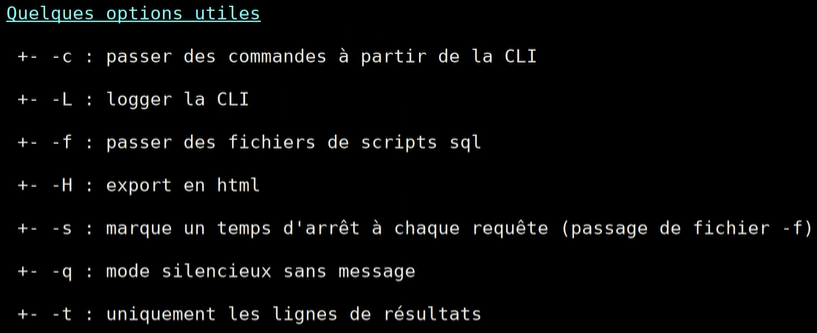 Quelques options utiles
+- -c : passer des commandes à partir de la CLI
+- -L : logger la CLI
+- -f : passer des fichiers de scripts sql
+- -H : export en html
+- -s : marque un temps d'arrêt à chaque requête (passage de fichier -f)
+- -q : mode silencieux sans message
+- -t : uniquement les lignes de résultats